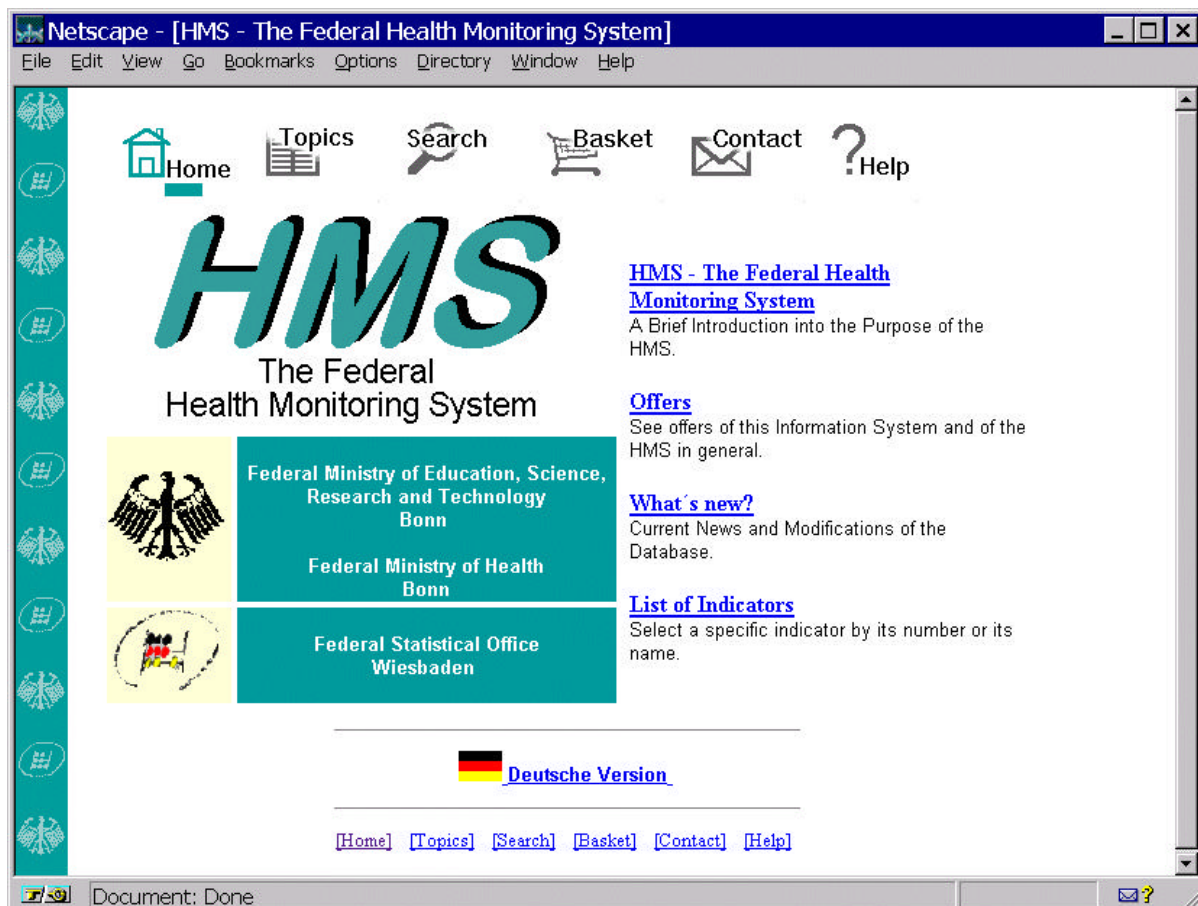 Netscape - [HMS - The Federal Health Monitoring System]
File Edit View Go Bookmarks Options Directory Window Help
Home Topics Search Basket Contact Help
HMS
The Federal
Health Monitoring System
Federal Ministry of Education, Science,
Research and Technology
Bonn
Federal Ministry of Health
Bonn
Federal Statistical Office
Wiesbaden
HMS - The Federal Health
Monitoring System
A Brief Introduction into the Purpose of the
HMS.
Offers
See offers of this Information System and of the
HMS in general.
What´s new?
Current News and Modifications of the
Database.
List of Indicators
Select a specific indicator by its number or its
name.
Deutsche Version
[Home] [Topics] [Search] [Basket] [Contact] [Help]
Document: Done